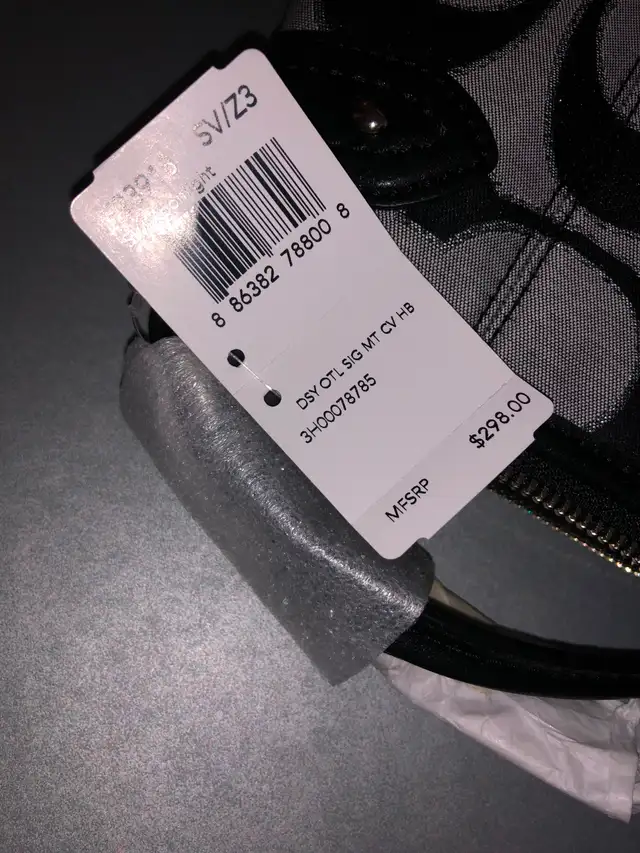 SV/Z3
8 86382 78800 8
DSY OTL SIG MT CV HB
3H00078785
MFSRP $298.00